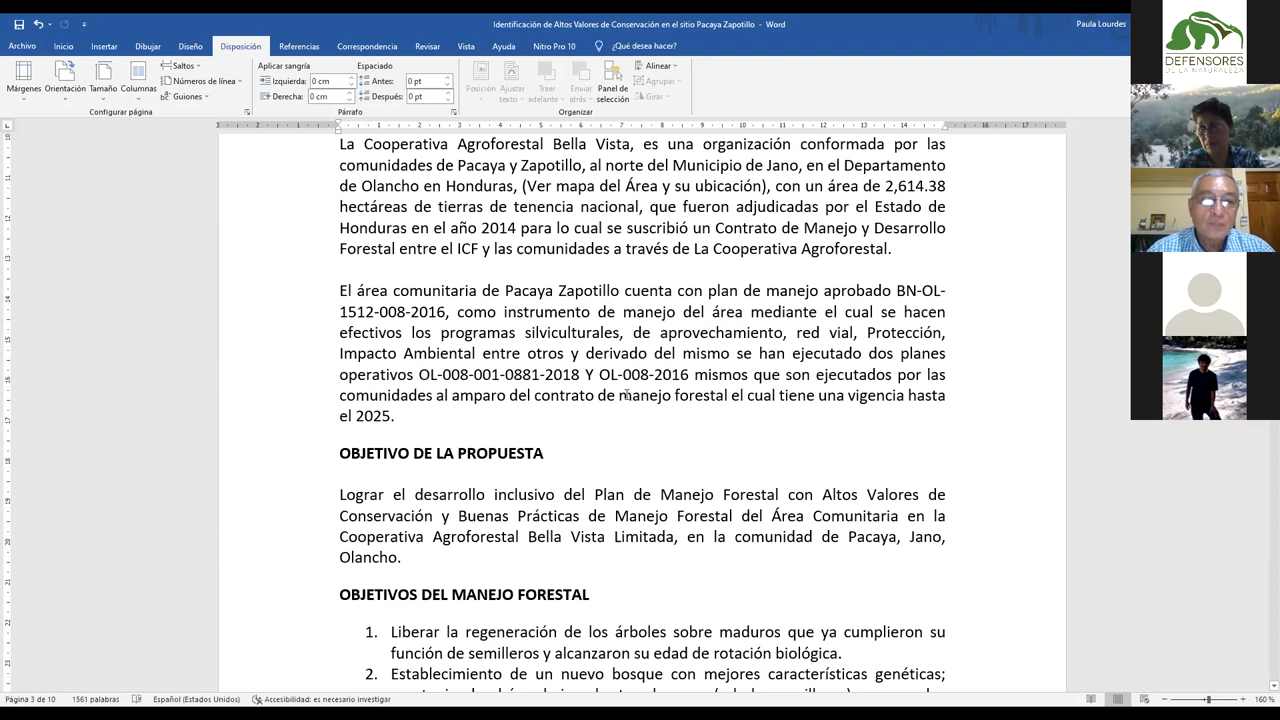 Identificación de Altos Valores de Conservación en el sitio Pacaya Zapotillo - Word
Paula Lourdes
Archivo Inicio Insertar Dibujar Diseño Disposición Referencias Correspondencia Revisar Vista Ayuda Nitro Pro 10 ¿Qué desea hacer?
Márgenes Orientación Tamaño Columnas
Saltos
Números de línea
Guiones
Configurar página
Aplicar sangría Espaciado
Izquierda: 0 cm Antes: 0 pt
Derecha: 0 cm Después: 0 pt
Párrafo
Posición Ajustar texto Traer adelante Enviar atrás Panel de selección
Alinear
Agrupar
Girar
Organizar
DEFENSORES
DE LA NATURALEZA
La Cooperativa Agroforestal Bella Vista, es una organización conformada por las
comunidades de Pacaya y Zapotillo, al norte del Municipio de Jano, en el Departamento
de Olancho en Honduras, (Ver mapa del Área y su ubicación), con un área de 2,614.38
hectáreas de tierras de tenencia nacional, que fueron adjudicadas por el Estado de
Honduras en el año 2014 para lo cual se suscribió un Contrato de Manejo y Desarrollo
Forestal entre el ICF y las comunidades a través de La Cooperativa Agroforestal.
El área comunitaria de Pacaya Zapotillo cuenta con plan de manejo aprobado BN-OL-
1512-008-2016, como instrumento de manejo del área mediante el cual se hacen
efectivos los programas silviculturales, de aprovechamiento, red vial, Protección,
Impacto Ambiental entre otros y derivado del mismo se han ejecutado dos planes
operativos OL-008-001-0881-2018 Y OL-008-2016 mismos que son ejecutados por las
comunidades al amparo del contrato de manejo forestal el cual tiene una vigencia hasta
el 2025.
OBJETIVO DE LA PROPUESTA
Lograr el desarrollo inclusivo del Plan de Manejo Forestal con Altos Valores de
Conservación y Buenas Prácticas de Manejo Forestal del Área Comunitaria en la
Cooperativa Agroforestal Bella Vista Limitada, en la comunidad de Pacaya, Jano,
Olancho.
OBJETIVOS DEL MANEJO FORESTAL
1. Liberar la regeneración de los árboles sobre maduros que ya cumplieron su
función de semilleros y alcanzaron su edad de rotación biológica.
2. Establecimiento de un nuevo bosque con mejores características genéticas;
Página 3 de 10 1561 palabras Español (Estados Unidos) Accesibilidad: es necesario investigar 160 %